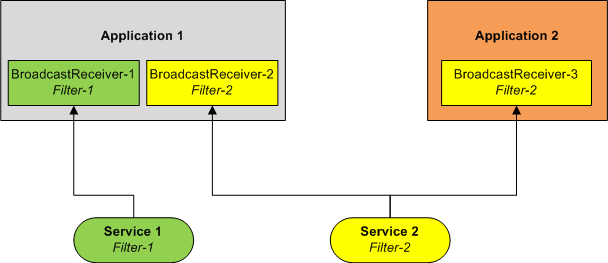 Application 1
Application 2
BroadcastReceiver-1
Filter-1
BroadcastReceiver-2
Filter-2
BroadcastReceiver-3
Filter-2
Service 1
Filter-1
Service 2
Filter-2